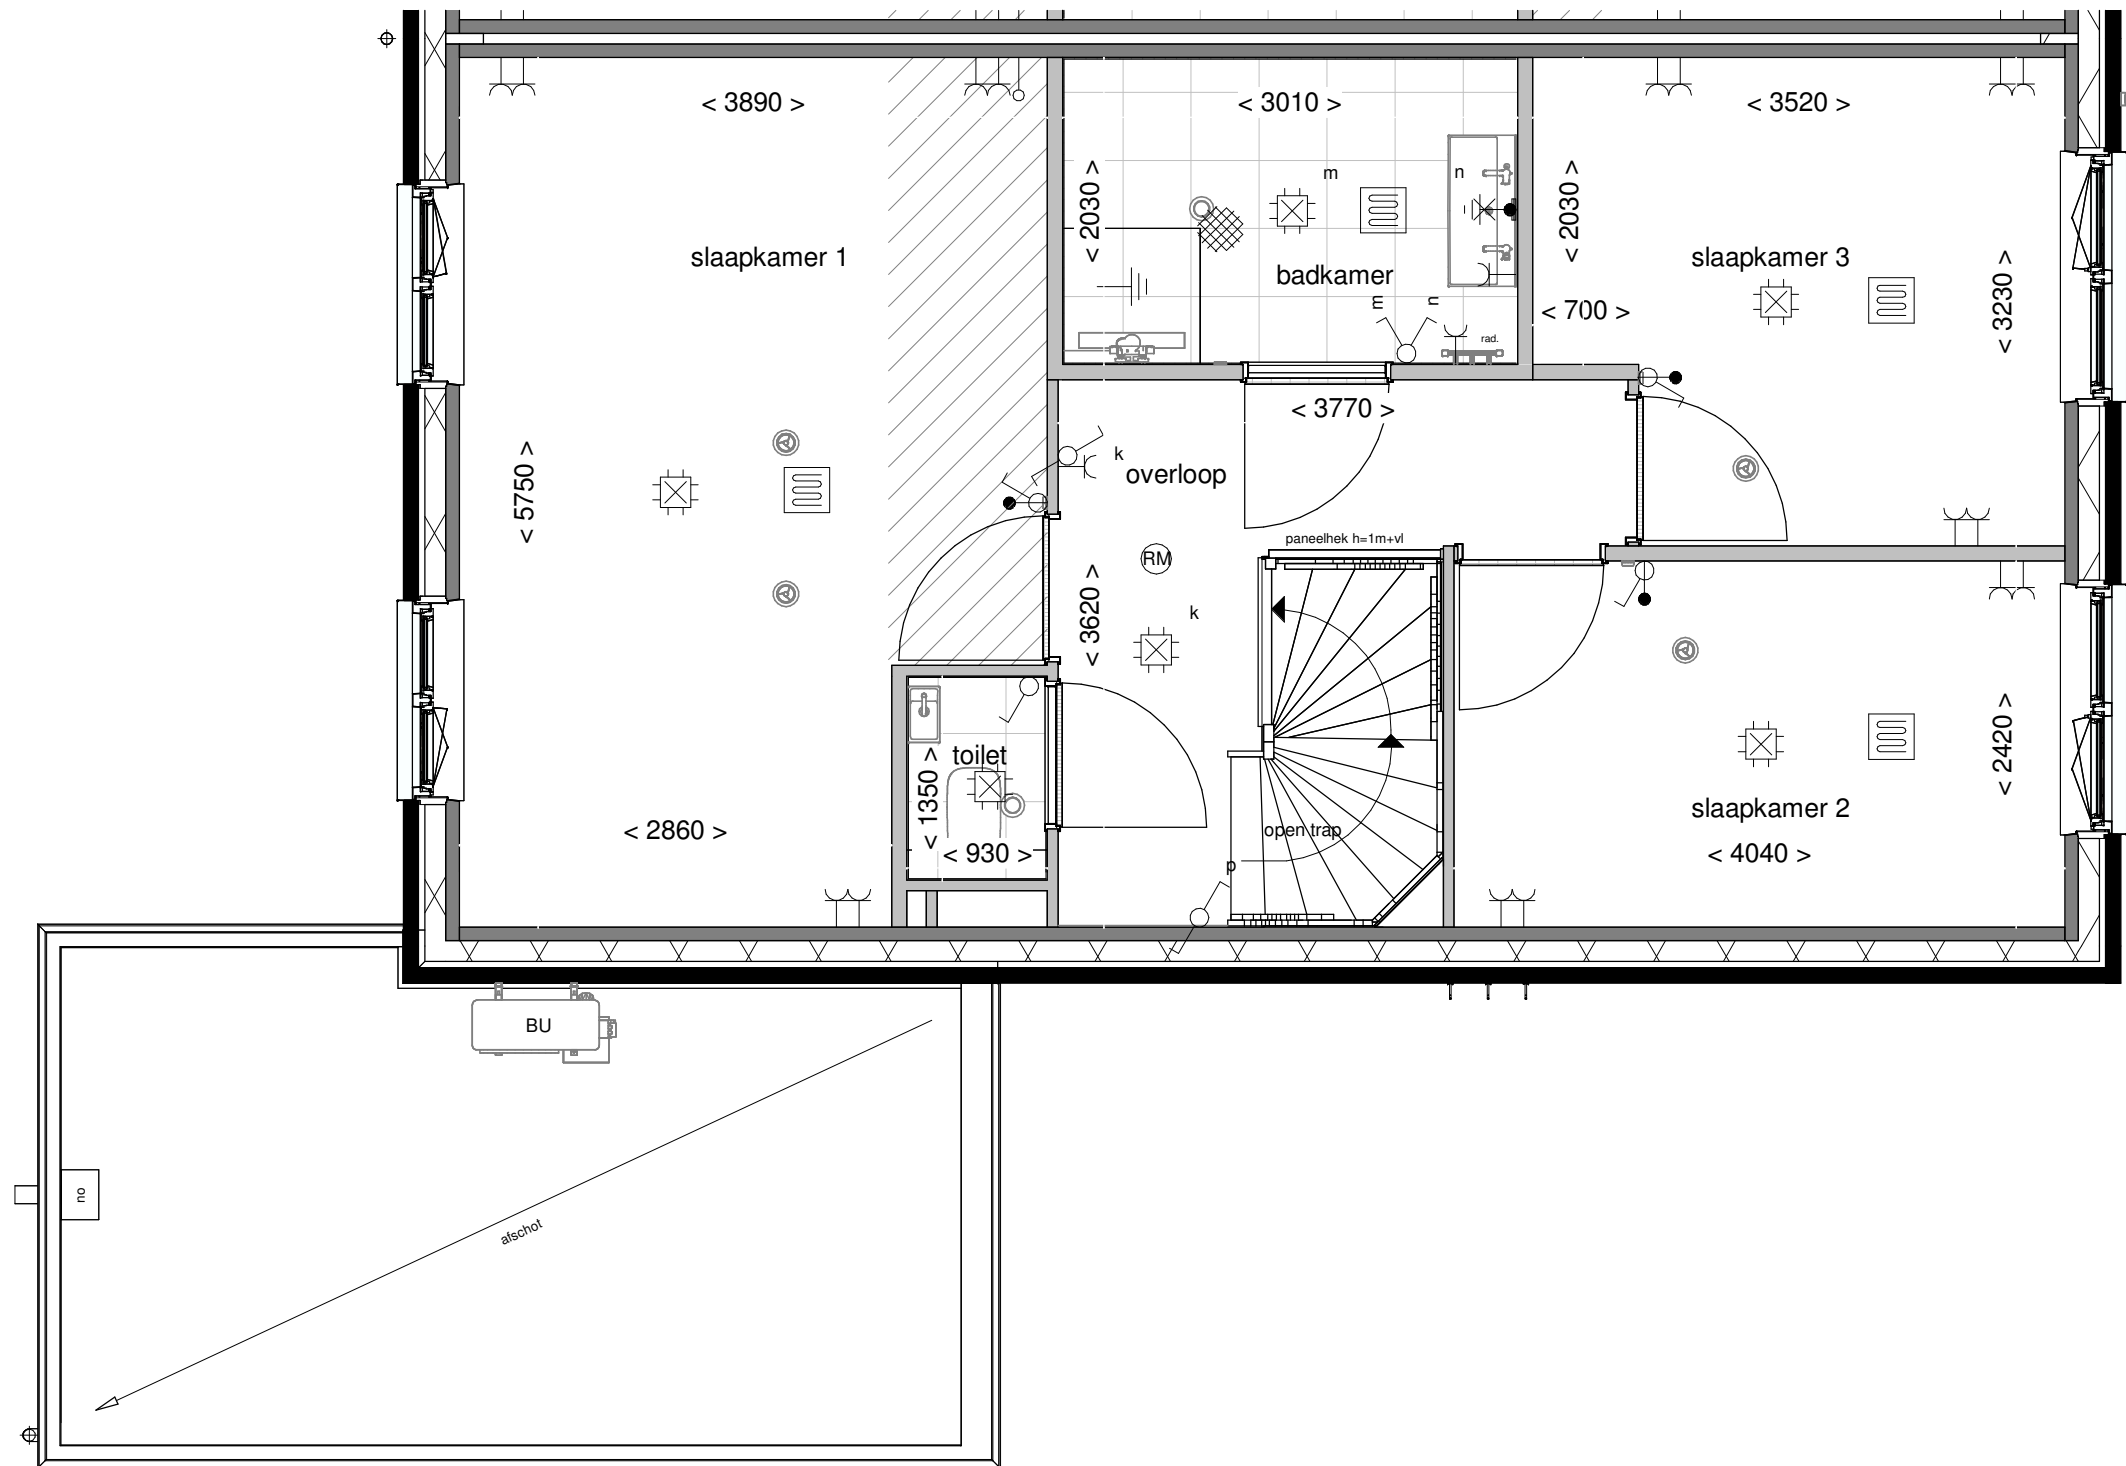 < 3890 >
< 3010 >
< 3520 >
m
n
< 2030 >
< 2030 >
slaapkamer 1
badkamer
slaapkamer 3
m
n
< 700 >
< 3230 >
rad.
< 3770 >
k
overloop
< 5750 >
paneelhek h=1m+vl
RM
< 3620 >
k
toilet
< 1350 >
< 2420 >
slaapkamer 2
< 2860 >
open trap
< 930 >
< 4040 >
p
BU
no
afschot